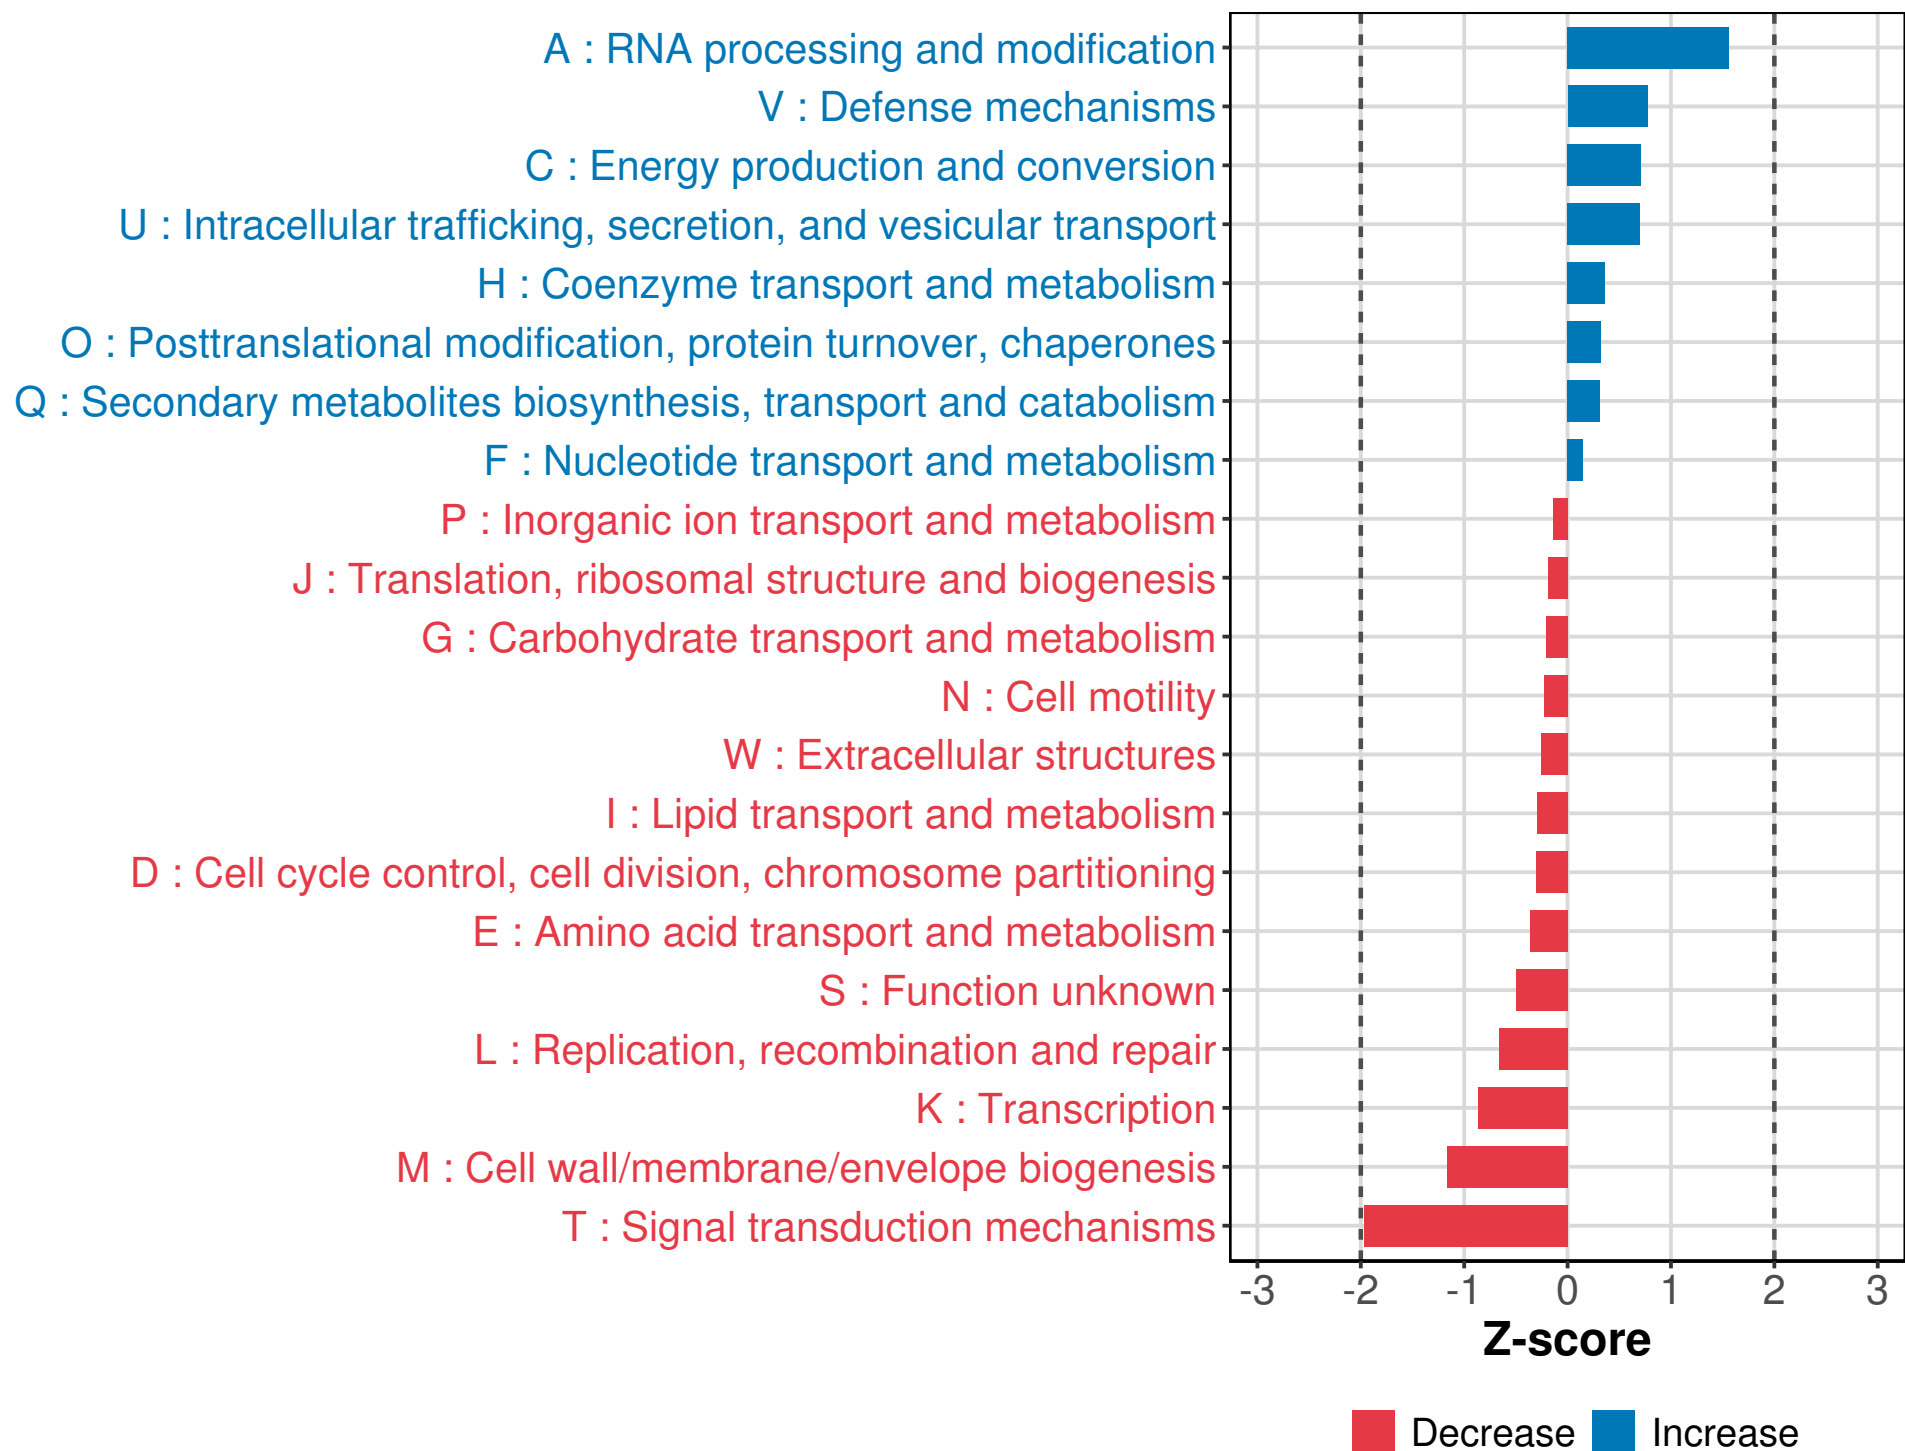 A : RNA processing and modification
V : Defense mechanisms
C : Energy production and conversion
U : Intracellular trafficking, secretion, and vesicular transport
H : Coenzyme transport and metabolism
O : Posttranslational modification, protein turnover, chaperones
Q : Secondary metabolites biosynthesis, transport and catabolism
F : Nucleotide transport and metabolism
P : Inorganic ion transport and metabolism
J : Translation, ribosomal structure and biogenesis
G : Carbohydrate transport and metabolism
N : Cell motility
W : Extracellular structures
I : Lipid transport and metabolism
D : Cell cycle control, cell division, chromosome partitioning
E : Amino acid transport and metabolism
S : Function unknown
L : Replication, recombination and repair
K : Transcription
M : Cell wall/membrane/envelope biogenesis
T : Signal transduction mechanisms
-3 -2 -1 0 1 2 3
Z-score
Decrease Increase